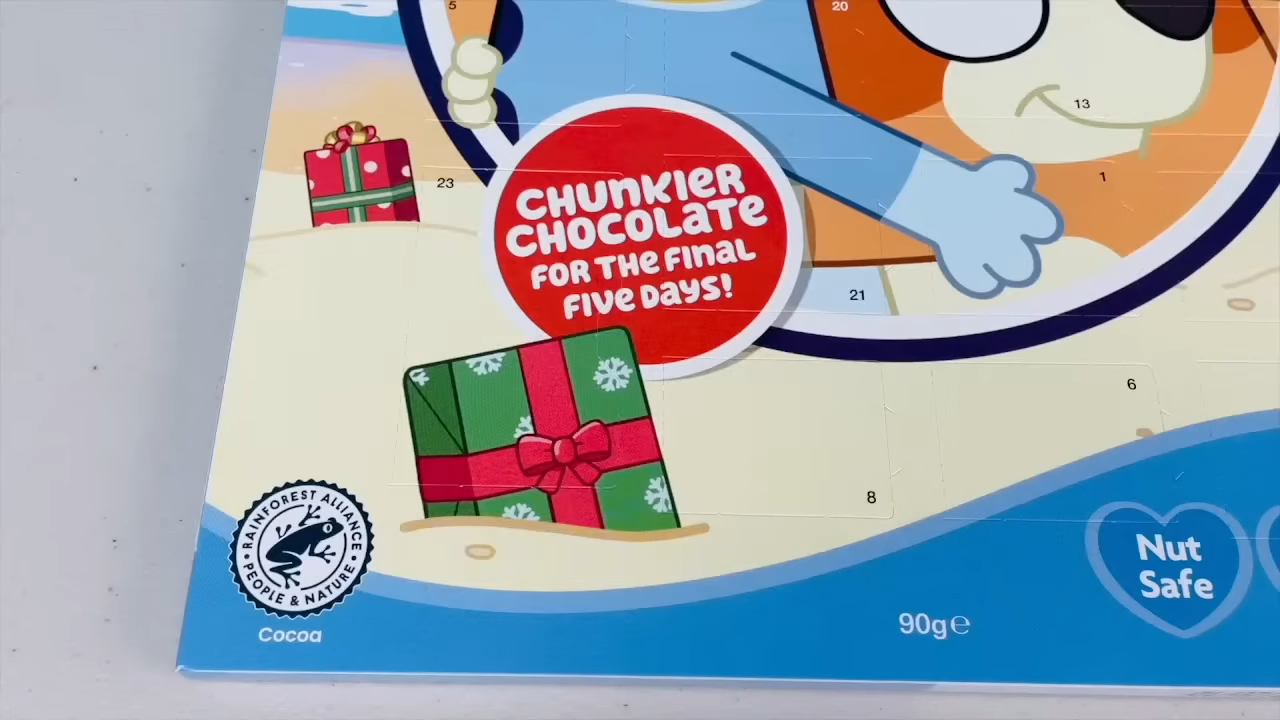 5
20
13
1
23
CHUNKIER
CHOCOLATE
FOR THE FINAL
FIVE DAYS!
21
6
8
RAINFOREST ALLIANCE
PEOPLE & NATURE
Cocoa
Nut
Safe
90g℮